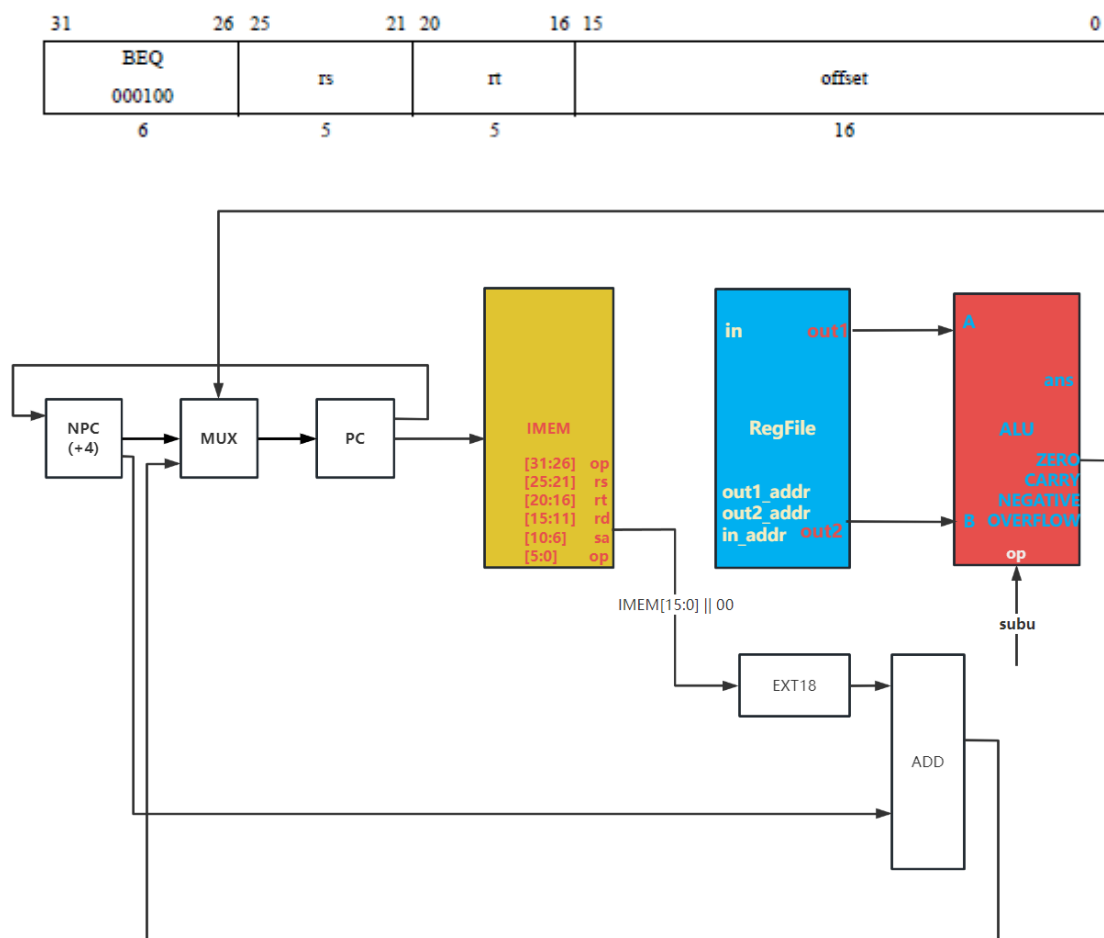 31 26 25 21 20 16 15 0
BEQ
000100
rs
rt
offset
6 5 5 16
NPC
(+4)
MUX
PC
IMEM
[31:26] op
[25:21] rs
[20:16] rt
[15:11] rd
[10:6] sa
[5:0] op
in out1
RegFile
out1_addr
out2_addr
in_addr out2
A
ans
ALU
ZERO
CARRY
NEGATIVE
B OVERFLOW
op
subu
IMEM[15:0] || 00
EXT18
ADD